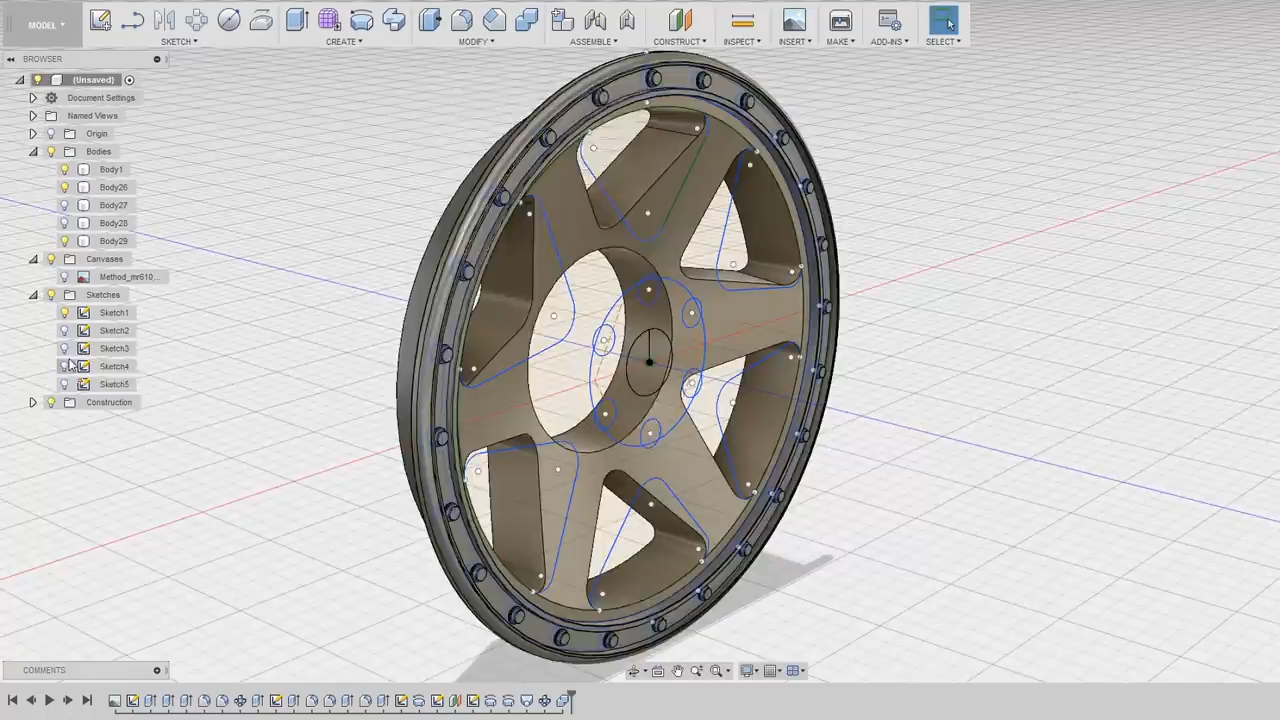 MODEL
SKETCH
CREATE
MODIFY
ASSEMBLE
CONSTRUCT
INSPECT
INSERT
MAKE
ADD-INS
SELECT
BROWSER
(Unsaved)
Document Settings
Named Views
Origin
Bodies
Body1
Body26
Body27
Body28
Body29
Canvases
Method_mr610...
Sketches
Sketch1
Sketch2
Sketch3
Sketch4
Sketch5
Construction
COMMENTS